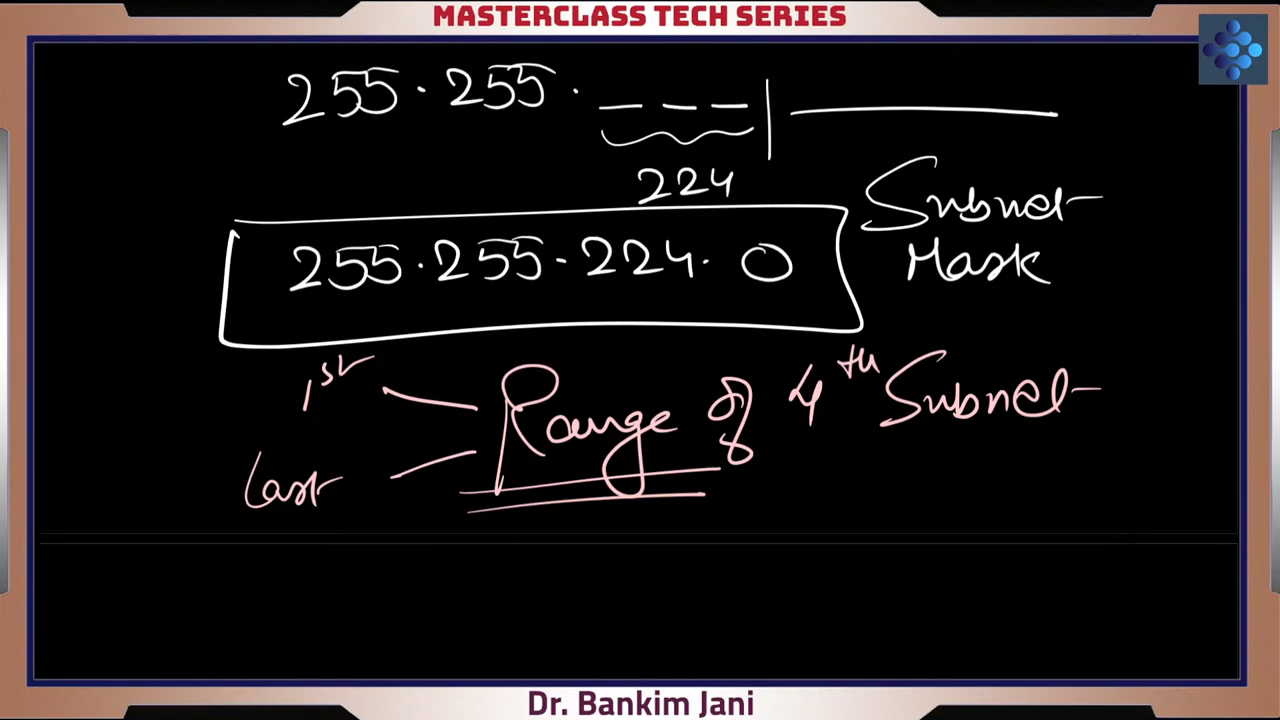 MASTERCLASS TECH SERIES
255.255. _ _ _ | ____
224
255.255.224.0
Subnet
Mask
1st
Range of 4th Subnet
Last
Dr. Bankim Jani